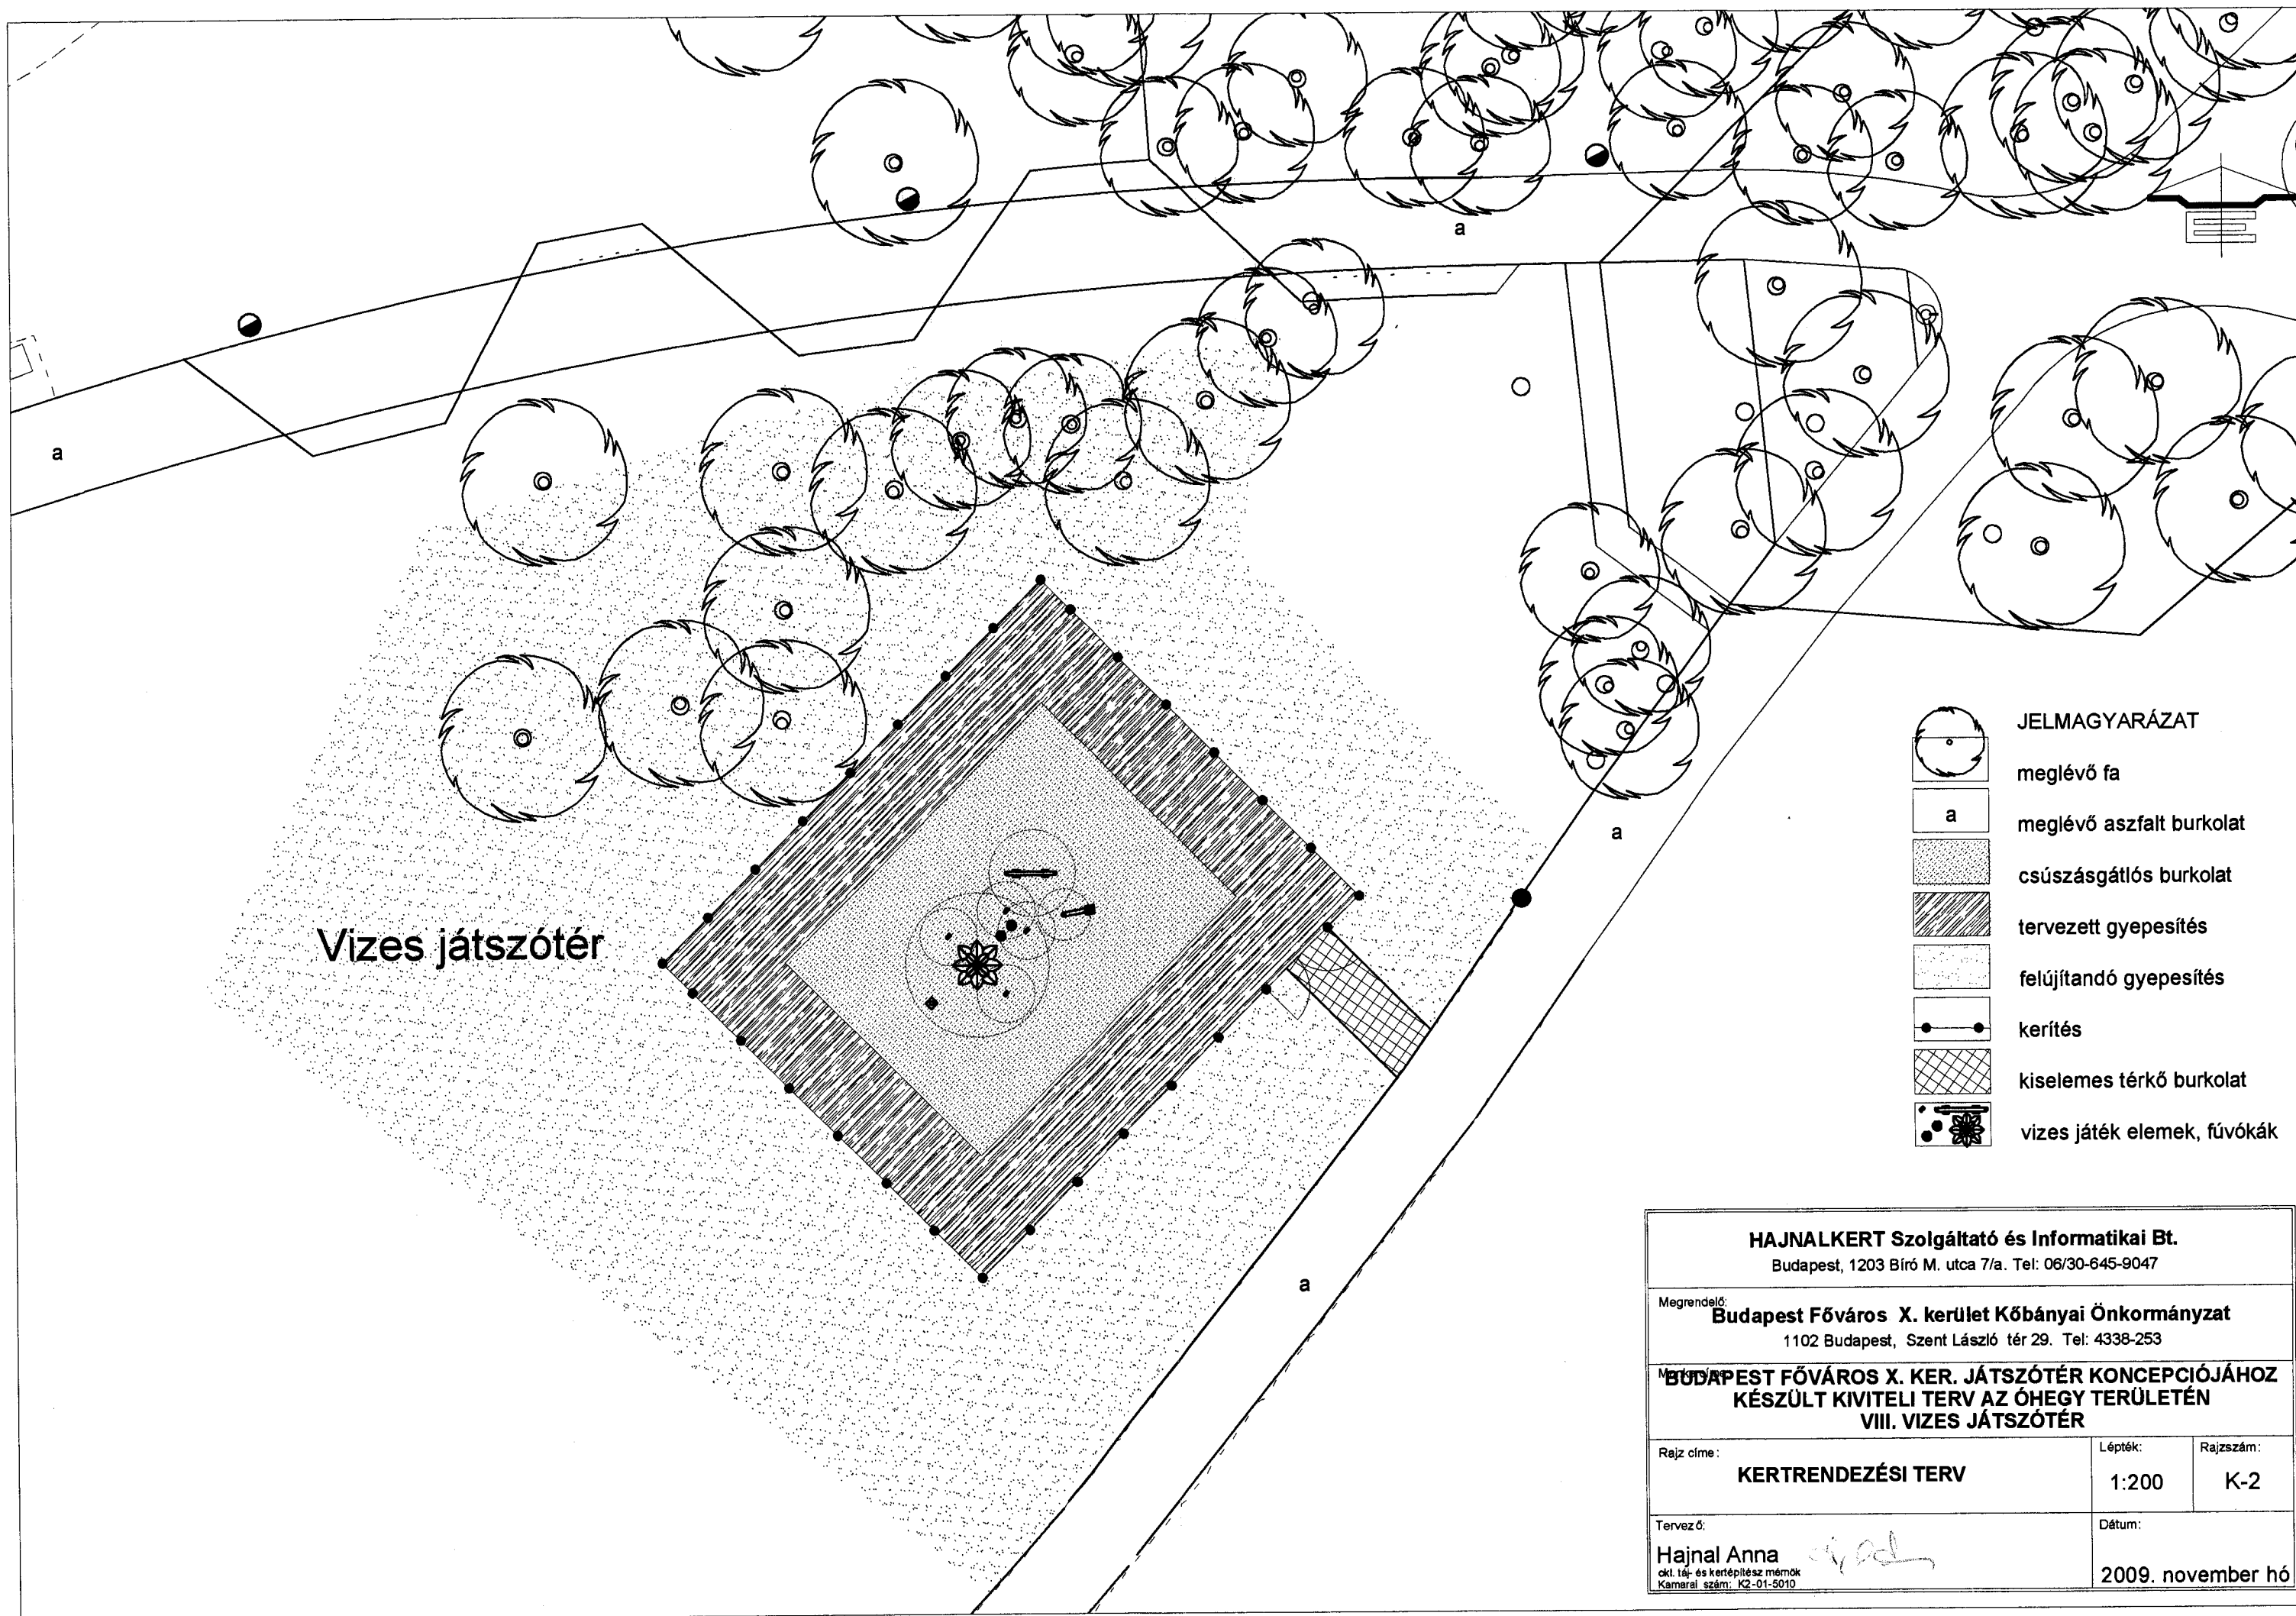 a
a
a
a
Vizes játszótér
JELMAGYARÁZAT
meglévő fa
a
meglévő aszfalt burkolat
csúszásgátlós burkolat
tervezett gyepesítés
felújítandó gyepesítés
kerítés
kiselemes térkő burkolat
vizes játék elemek, fúvókák
HAJNALKERT Szolgáltató és Informatikai Bt.
Budapest, 1203 Bíró M. utca 7/a. Tel: 06/30-645-9047
Megrendelő:
Budapest Főváros X. kerület Kőbányai Önkormányzat
1102 Budapest, Szent László tér 29. Tel: 4338-253
BUDAPEST FŐVÁROS X. KER. JÁTSZÓTÉR KONCEPCIÓJÁHOZ
KÉSZÜLT KIVITELI TERV AZ ÓHEGY TERÜLETÉN
VIII. VIZES JÁTSZÓTÉR
Rajz címe:
KERTRENDEZÉSI TERV
Lépték:
1:200
Rajzszám:
K-2
Tervező:
Hajnal Anna
okl. táj- és kertépítész mérnök
Kamarai szám: K2-01-5010
Dátum:
2009. november hó